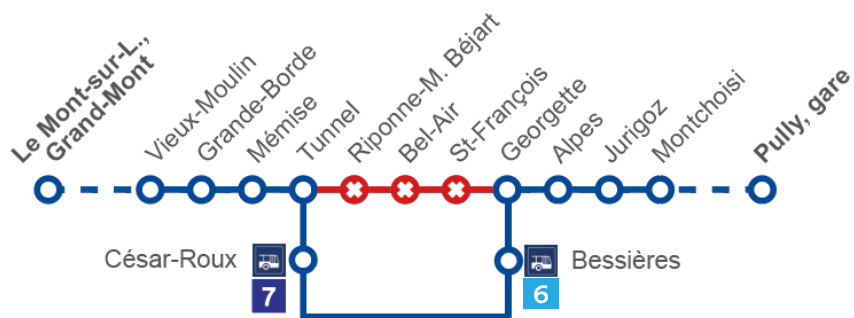 Le Mont-sur-L.,
Grand-Mont
Vieux-Moulin
Grande-Borde
Mémise
Tunnel
Riponne-M. Béjart
Bel-Air
St-François
Georgette
Alpes
Jurigoz
Montchoisi
Pully, gare
César-Roux
7
6
Bessières